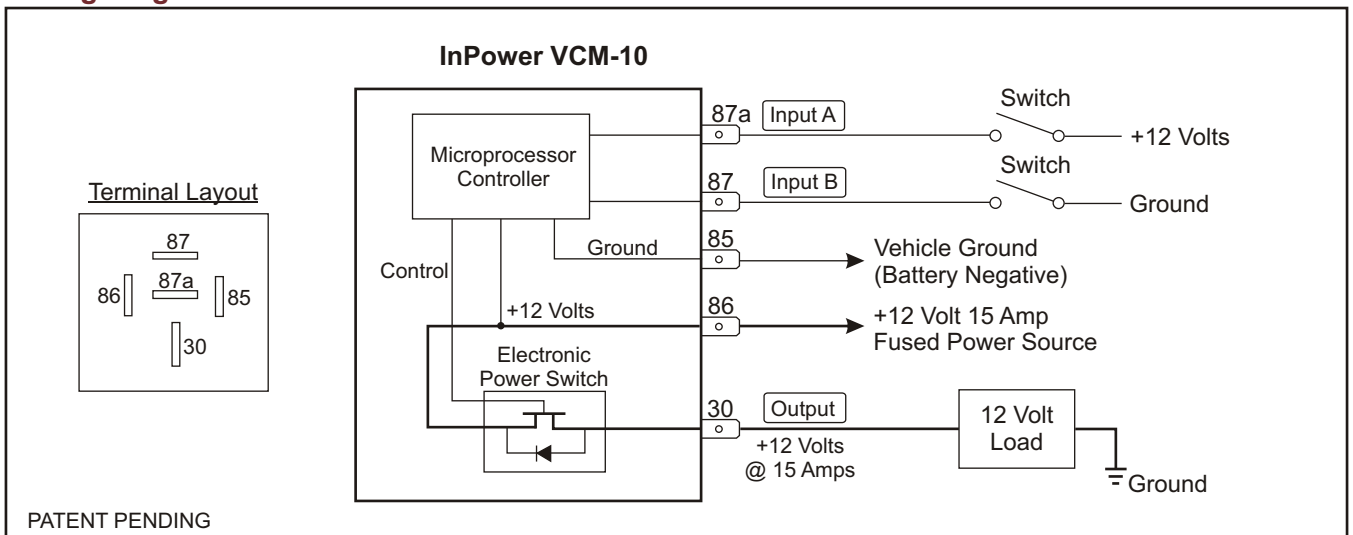 InPower VCM-10
Terminal Layout
87
86
87a
85
30
Microprocessor
Controller
Control
Ground
+12 Volts
Electronic
Power Switch
87a
Input A
Switch
+12 Volts
87
Input B
Switch
Ground
85
Vehicle Ground
(Battery Negative)
86
+12 Volt 15 Amp
Fused Power Source
30
Output
+12 Volts
@ 15 Amps
12 Volt
Load
Ground
PATENT PENDING